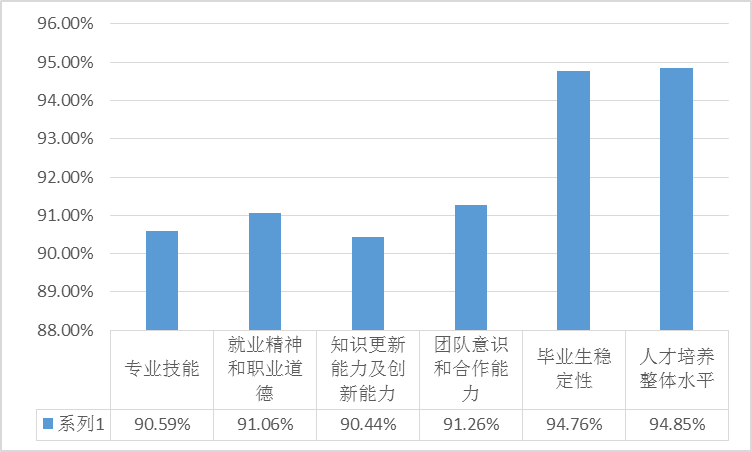 96.00%
95.00%
94.00%
93.00%
92.00%
91.00%
90.00%
89.00%
88.00%
专业技能
就业精神
和职业道
德
知识更新
能力及创
新能力
团队意识
和合作能
力
毕业生稳
定性
人才培养
整体水平
系列1 90.59% 91.06% 90.44% 91.26% 94.76% 94.85%